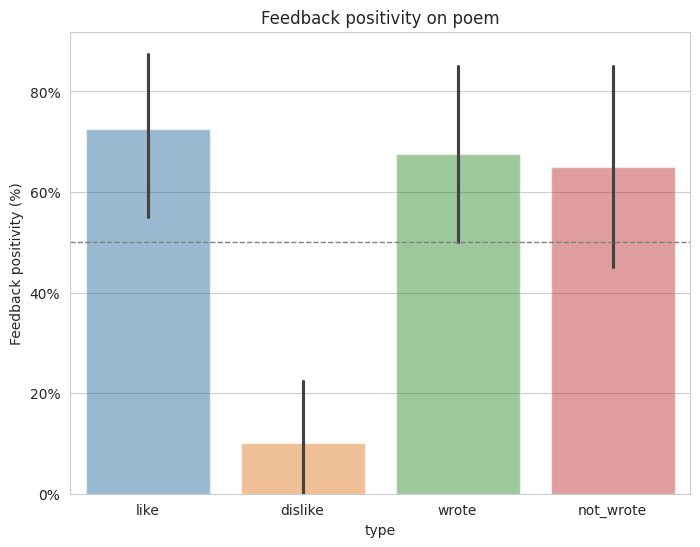 Feedback positivity on poem
Feedback positivity (%)
80%
60%
40%
20%
0%
like dislike wrote not_wrote
type